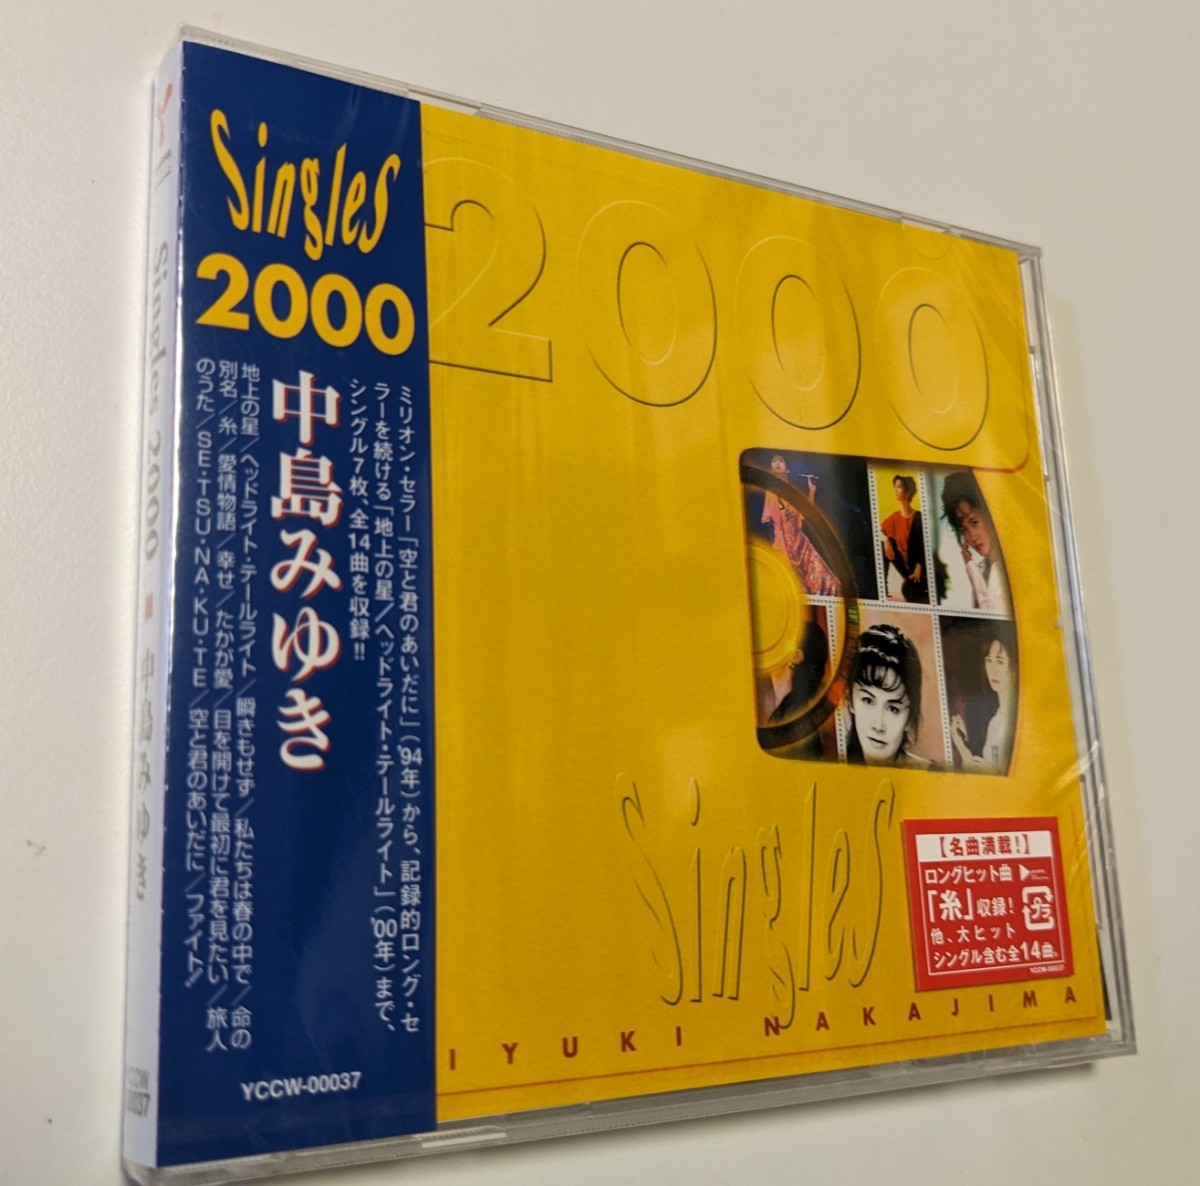 Singles
2000
中島みゆき
ミリオン・セラー「空と君のあいだに」('94年)から、記録的ロング・セ
ラーを続ける「地上の星/ヘッドライト・テールライト」('00年)まで、
シングル7枚、全14曲を収録!!
地上の星/ヘッドライト・テールライト/瞬きもせず/私たちは春の中で/命の
別名/糸/愛情物語/幸せ/たかが愛/目を開けて最初に君を見たい/旅人
のうた/SE・TSU・NA・KU・TE/空と君のあいだに/ファイト!
YCCW-00037
Singles 2000 ■ 中島みゆき
YCCW
00037
2000
Singles
IYUKI NAKAJIMA
【名曲満載!】
ロングヒット曲
「糸」収録!
他、大ヒット
シングル含む全14曲。
プラ
YCCW-00037